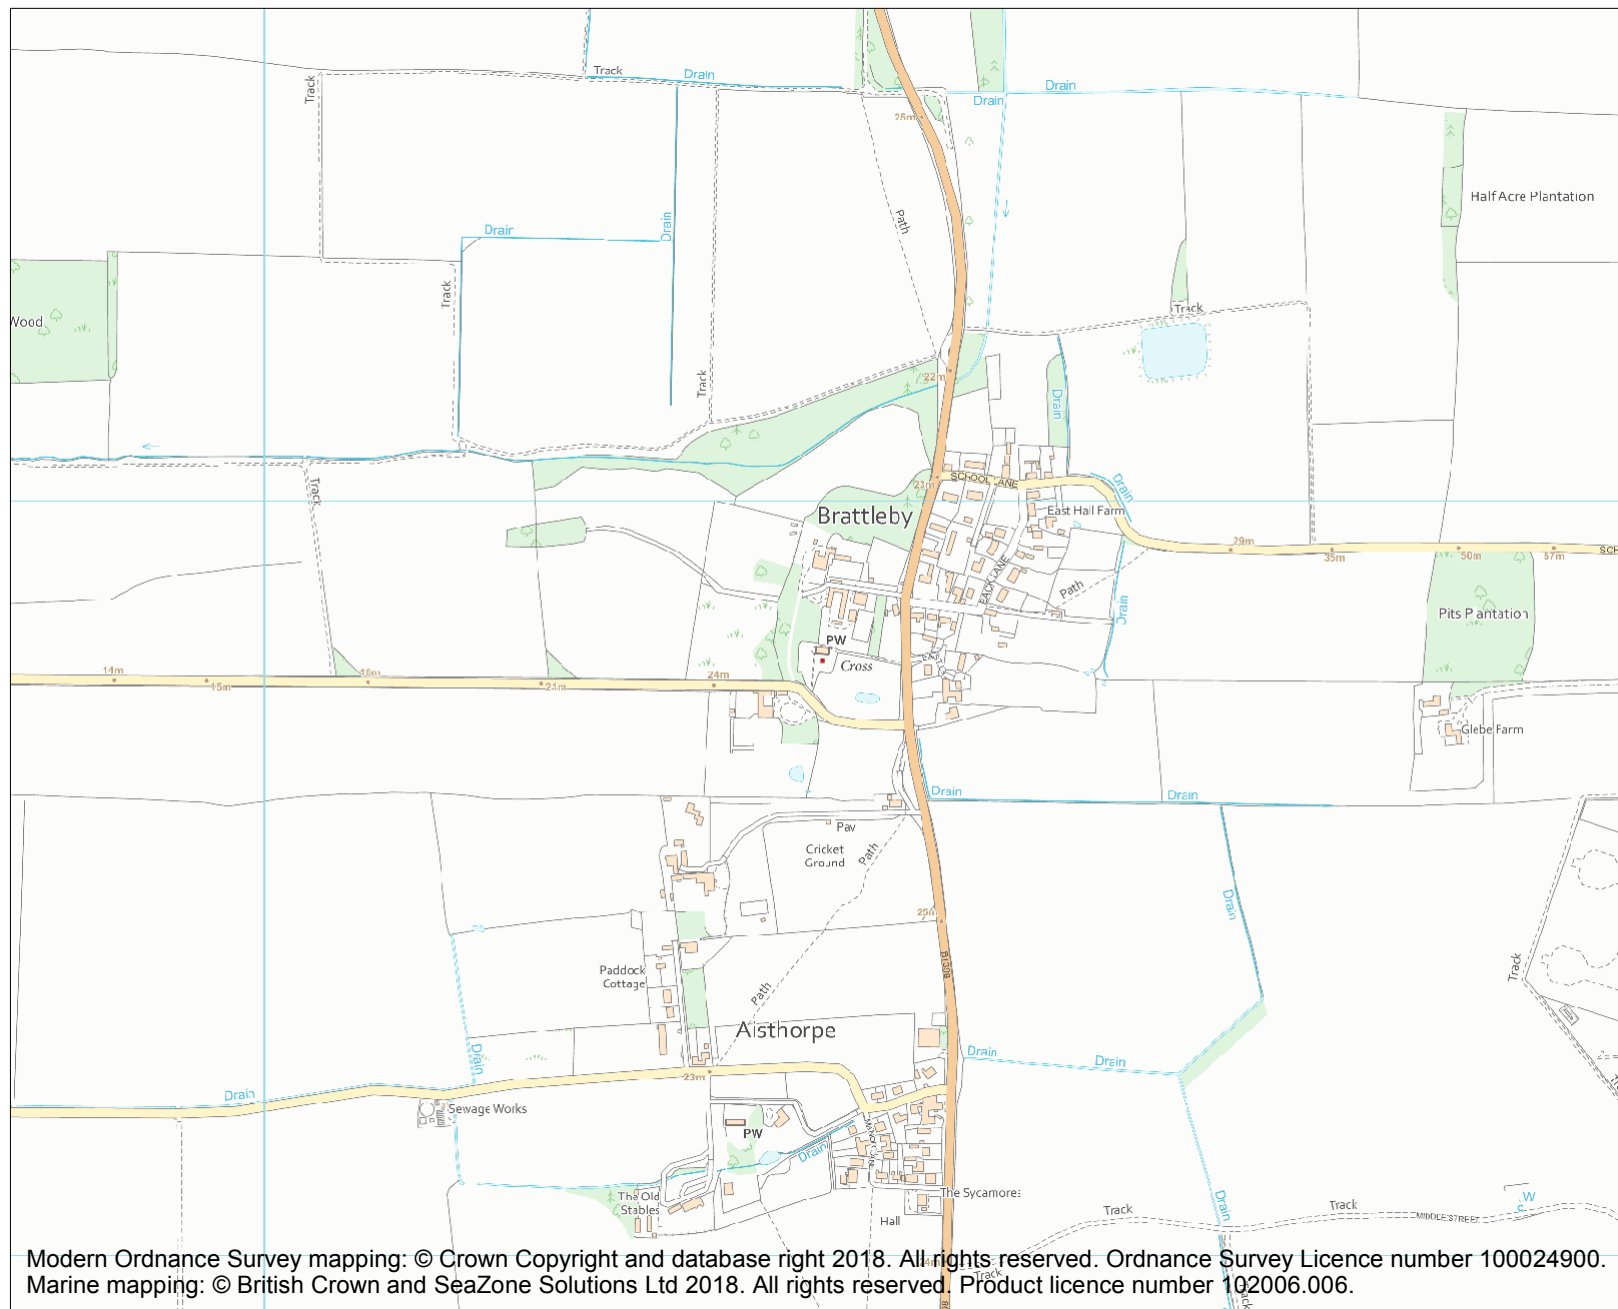 Track
Drain
Track
Drain
Drain
25m
Half Acre Plantation
Path
Drain
Drain
Track
Track
Wood
22m
Track
Drain
23m
SCHOOL LANE
Track
Drain
Brattleby
East Hall Farm
29m
35m
50m
57m
Path
Drain
Pits Plantation
PW
Cross
14m
15m
24m
21m
Glebe Farm
Drain
Drain
Pav
Cricket
Ground
Path
Drain
25m
Track
Paddock
Cottage
Path
Aisthorpe
Drain
Drain
Drain
23m
Drain
Sewage Works
PW
Drain
The Old
Stables
The Sycamores
Hall
Drain
Track
Track
MIDDLE STREET
W
Modern Ordnance Survey mapping: © Crown Copyright and database right 2018. All rights reserved. Ordnance Survey Licence number 100024900.
Track
Marine mapping: © British Crown and SeaZone Solutions Ltd 2018. All rights reserved. Product licence number 102006.006.